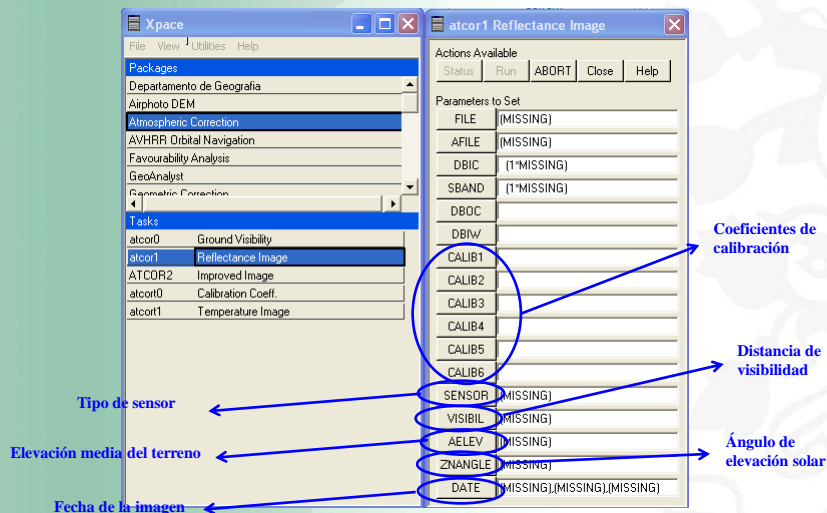 Xpace
File View Utilities Help
Packages
Departamento de Geografia
Airphoto DEM
Atmospheric Correction
AVHRR Orbital Navigation
Favourability Analysis
GeoAnalyst
Geometric Correction
Tasks
atcor0 Ground Visibility
atcor1 Reflectance Image
ATCOR2 Improved Image
atcort0 Calibration Coeff.
atcort1 Temperature Image
atcor1 Reflectance Image
Actions Available
Status Run ABORT Close Help
Parameters to Set
FILE (MISSING)
AFILE (MISSING)
DBIC (1*MISSING)
SBAND (1*MISSING)
DBOC
DBIW
CALIB1
CALIB2
CALIB3
CALIB4
CALIB5
CALIB6
SENSOR (MISSING)
VISIBIL (MISSING)
AELEV (MISSING)
ZNANGLE (MISSING)
DATE (MISSING),(MISSING),(MISSING)
Coeficientes de
calibración
Distancia de
visibilidad
Ángulo de
elevación solar
Tipo de sensor
Elevación media del terreno
Fecha de la imagen